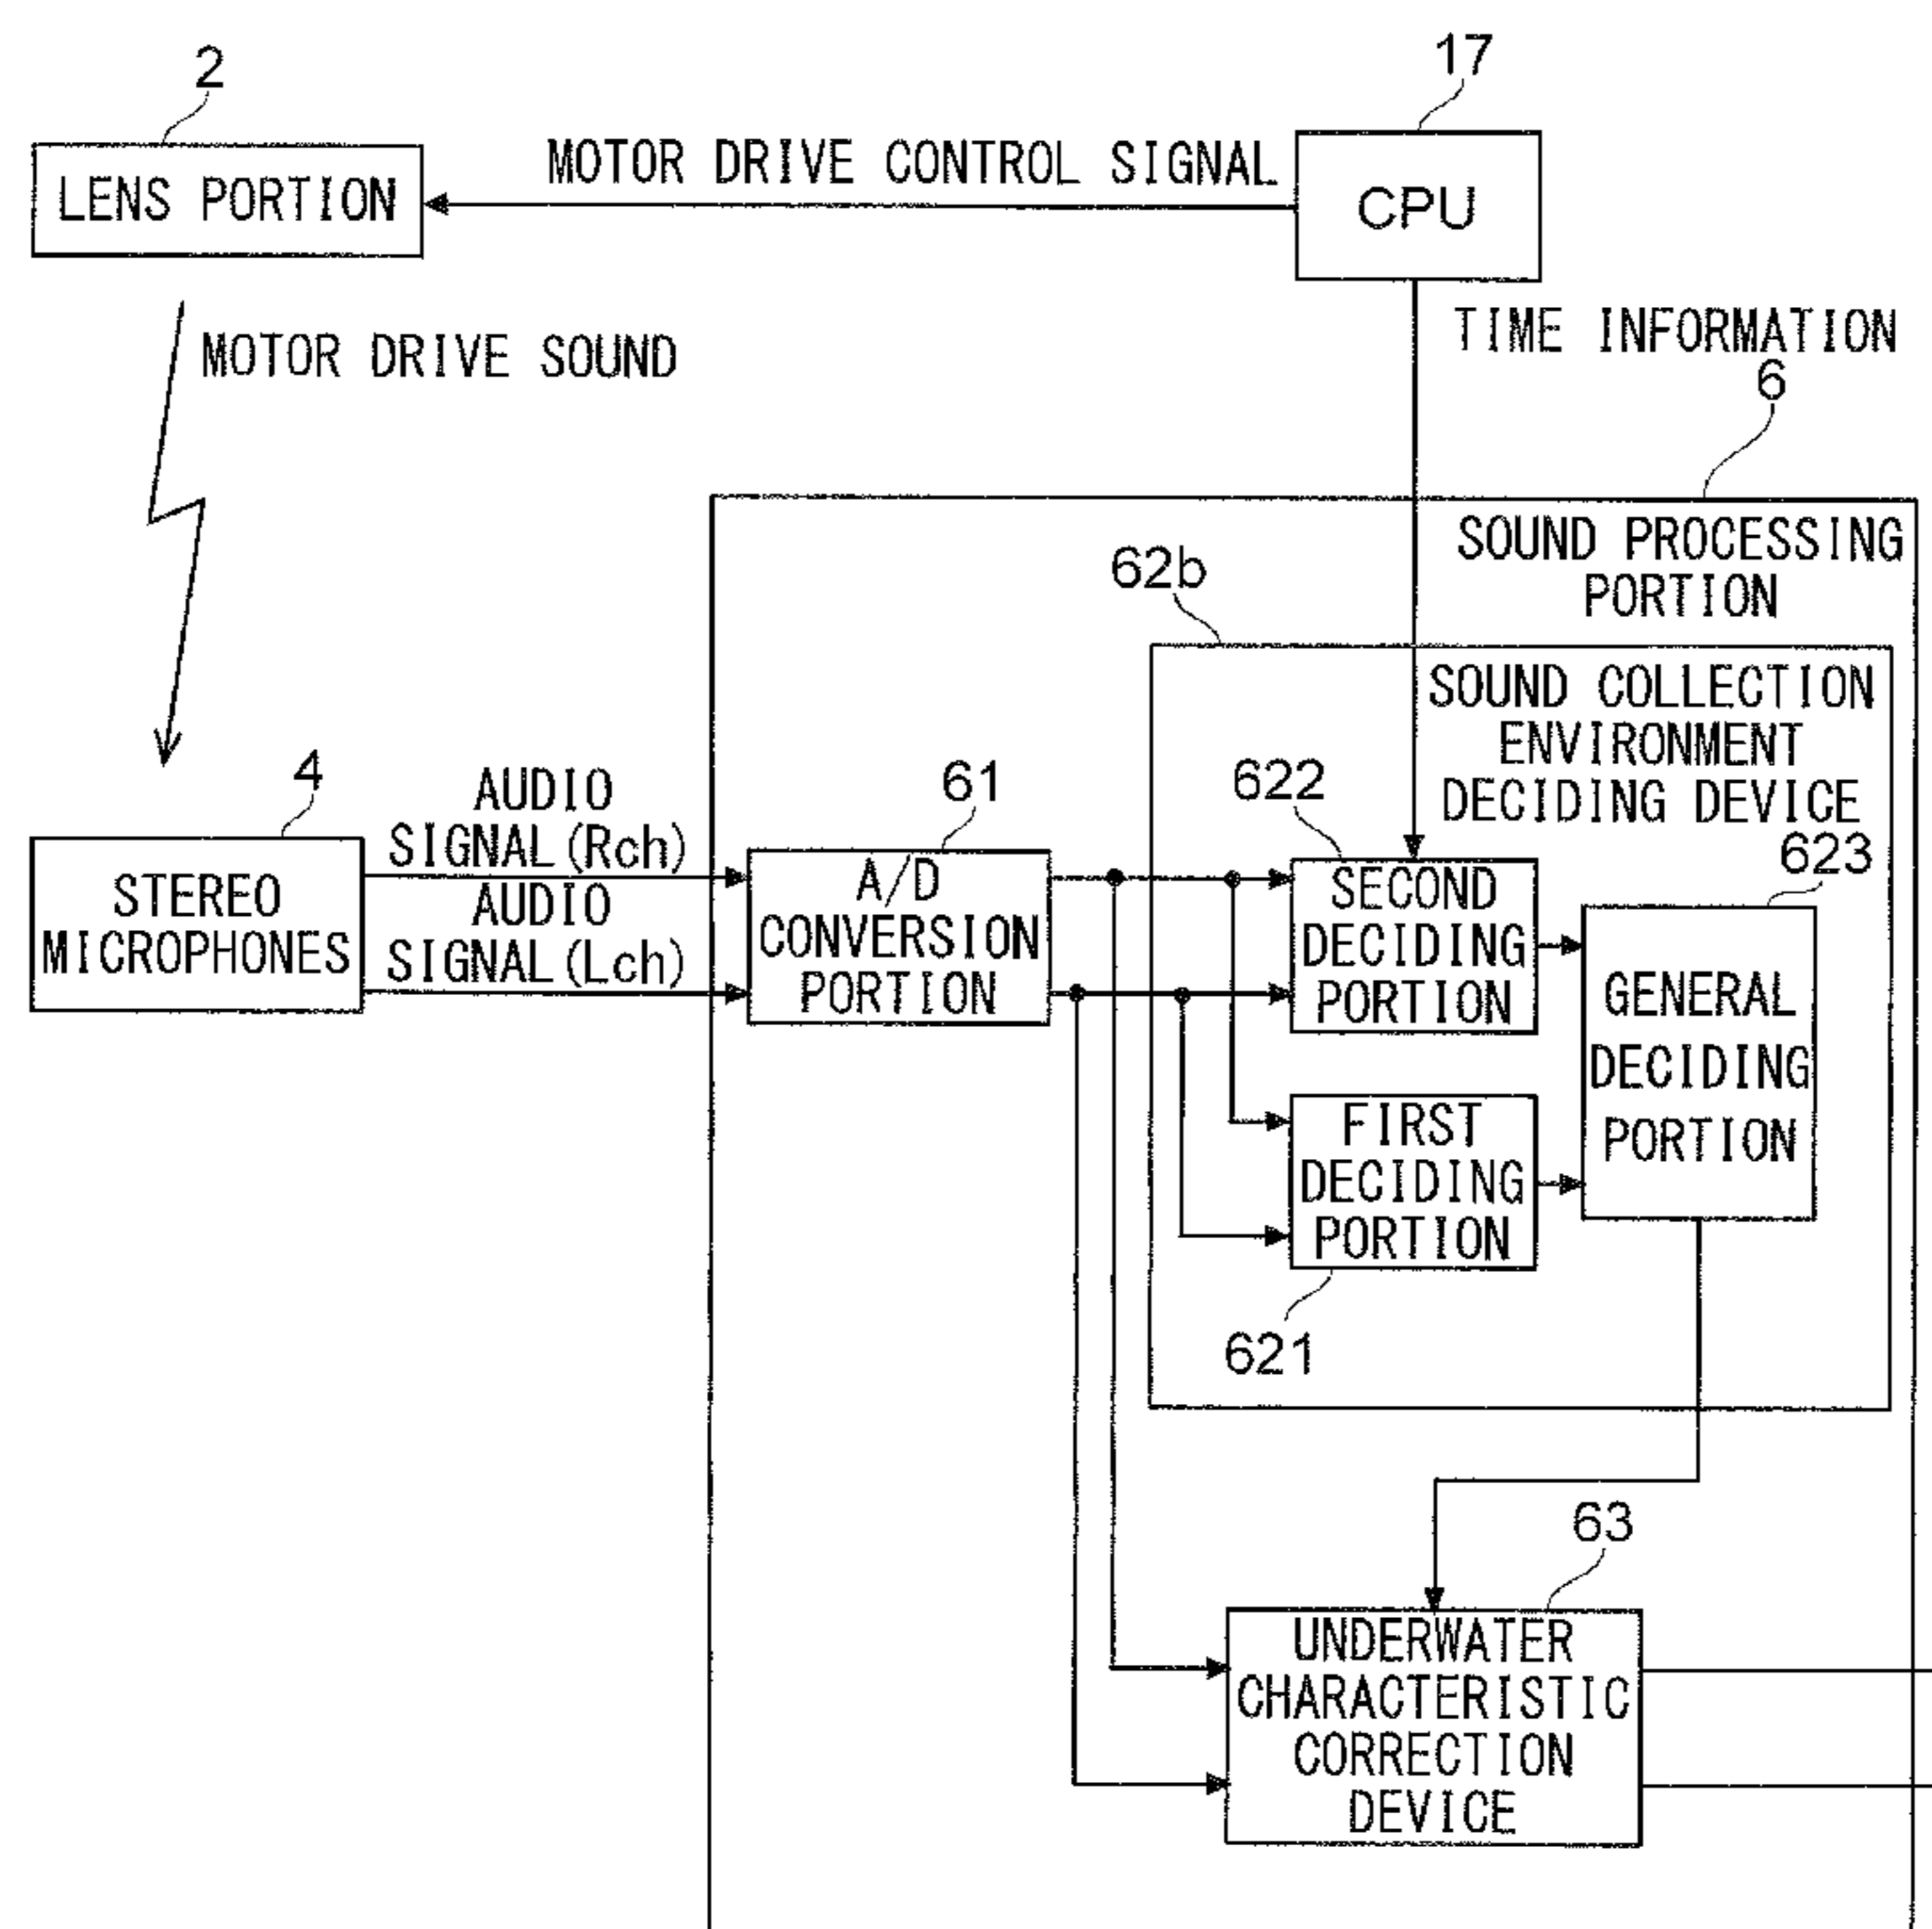 2
17
LENS PORTION
MOTOR DRIVE CONTROL SIGNAL
CPU
MOTOR DRIVE SOUND
TIME INFORMATION
6
SOUND PROCESSING
PORTION
62b
SOUND COLLECTION
ENVIRONMENT
DECIDING DEVICE
4
STEREO
MICROPHONES
AUDIO
SIGNAL(Rch)
AUDIO
SIGNAL(Lch)
61
A/D
CONVERSION
PORTION
622
SECOND
DECIDING
PORTION
623
GENERAL
DECIDING
PORTION
FIRST
DECIDING
PORTION
621
63
UNDERWATER
CHARACTERISTIC
CORRECTION
DEVICE